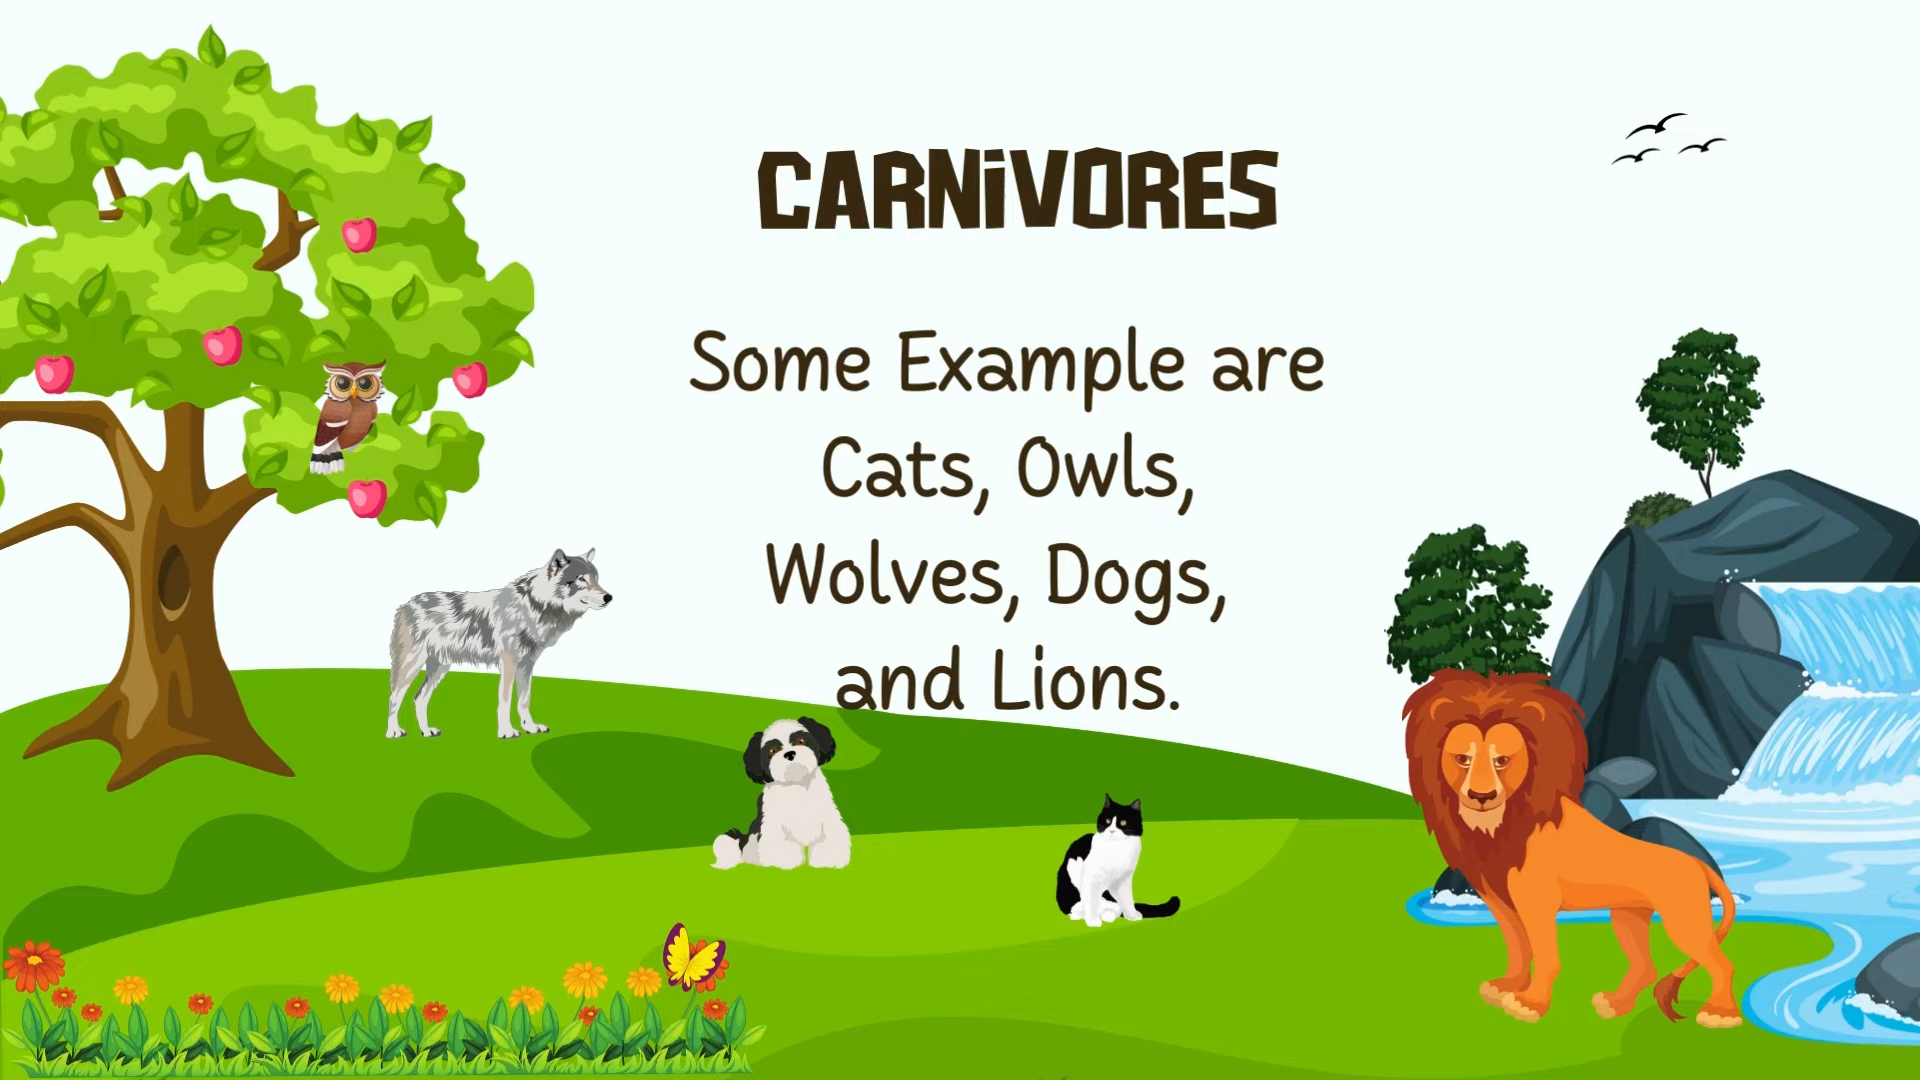 CARNiVORES
Some Example are
Cats, Owls,
Wolves, Dogs,
and Lions.